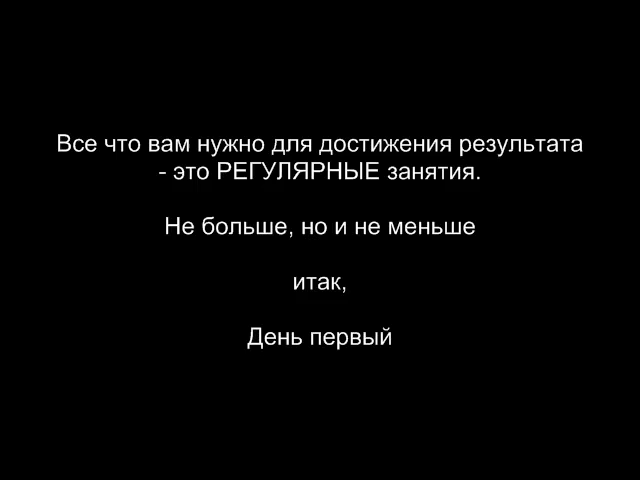 Все что вам нужно для достижения результата
- это РЕГУЛЯРНЫЕ занятия.
Не больше, но и не меньше
итак,
День первый